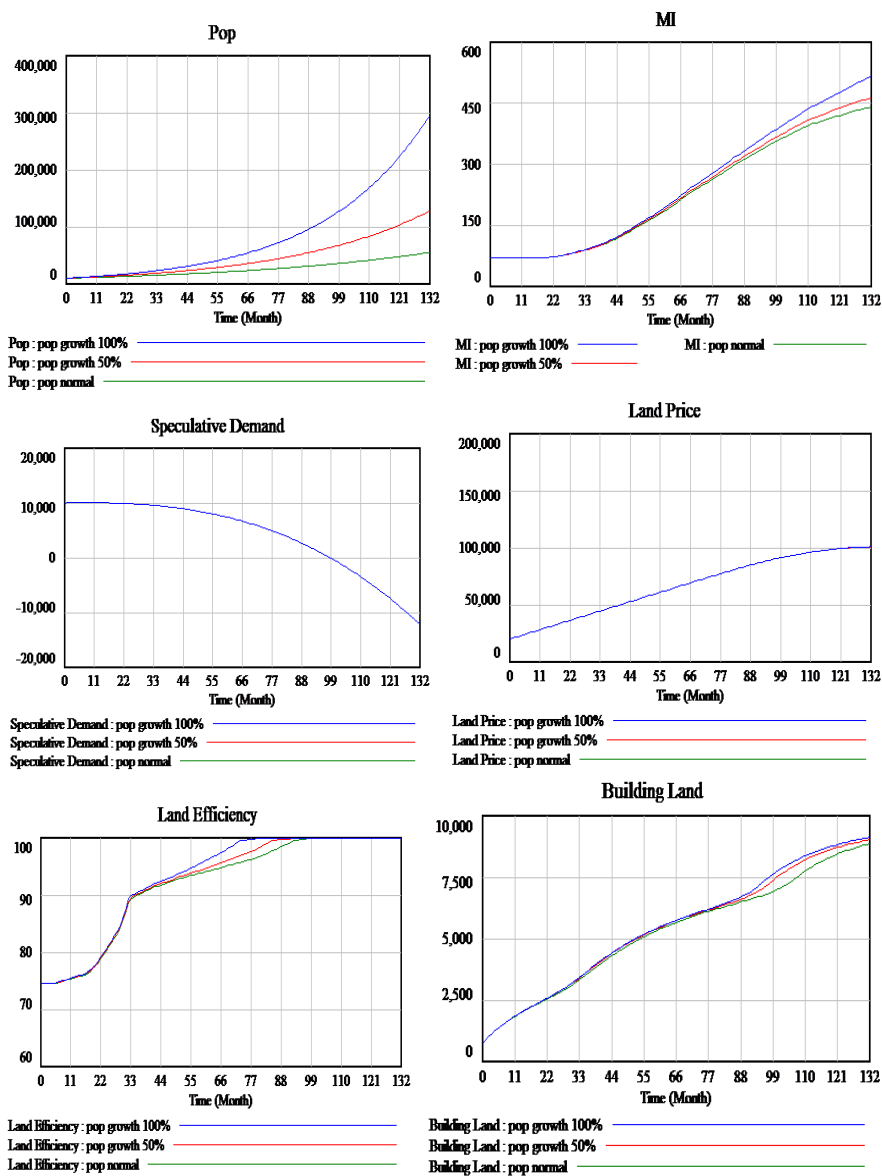 Pop
400,000
300,000
200,000
100,000
0
0 11 22 33 44 55 66 77 88 99 110 121 132
Time (Month)
Pop : pop growth 100%
Pop : pop growth 50%
Pop : pop normal
MI
600
450
300
150
0
0 11 22 33 44 55 66 77 88 99 110 121 132
Time (Month)
MI : pop growth 100% MI : pop normal
MI : pop growth 50%
Speculative Demand
20,000
10,000
0
-10,000
-20,000
0 11 22 33 44 55 66 77 88 99 110 121 132
Time (Month)
Speculative Demand : pop growth 100%
Speculative Demand : pop growth 50%
Speculative Demand : pop normal
Land Price
200,000
150,000
100,000
50,000
0
0 11 22 33 44 55 66 77 88 99 110 121 132
Time (Month)
Land Price : pop growth 100%
Land Price : pop growth 50%
Land Price : pop normal
Land Efficiency
100
90
80
70
60
0 11 22 33 44 55 66 77 88 99 110 121 132
Time (Month)
Land Efficiency : pop growth 100%
Land Efficiency : pop growth 50%
Land Efficiency : pop normal
Building Land
10,000
7,500
5,000
2,500
0
0 11 22 33 44 55 66 77 88 99 110 121 132
Time (Month)
Building Land : pop growth 100%
Building Land : pop growth 50%
Building Land : pop normal